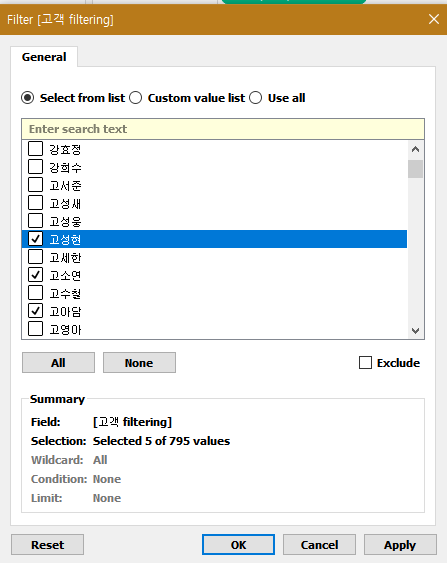 Filter [고객 filtering]
General
Select from list Custom value list Use all
Enter search text
강효정
강희수
고서준
고성새
고성웅
고성현
고세한
고소연
고수철
고아담
고영아
All None Exclude
Summary
Field: [고객 filtering]
Selection: Selected 5 of 795 values
Wildcard: All
Condition: None
Limit: None
Reset OK Cancel Apply